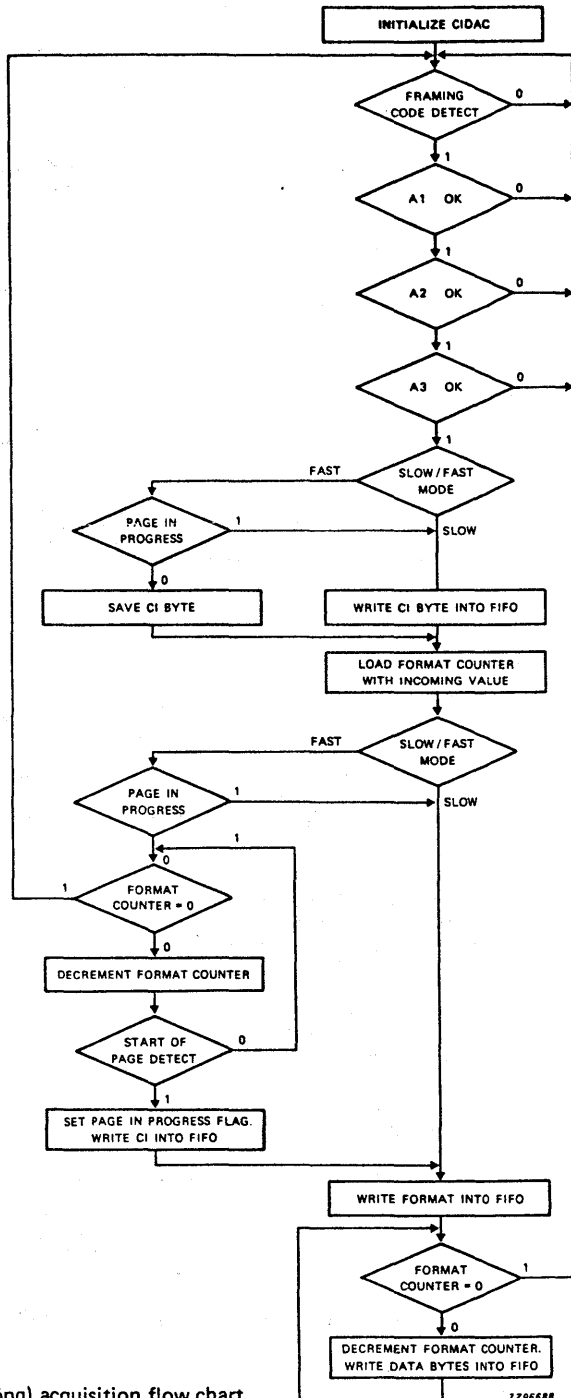 INITIALIZE CIDAC
FRAMING
CODE DETECT
0
1
A1 OK
0
1
A2 OK
0
1
A3 OK
0
1
FAST
SLOW/FAST
MODE
SLOW
PAGE IN
PROGRESS
1
0
SAVE CI BYTE
WRITE CI BYTE INTO FIFO
LOAD FORMAT COUNTER
WITH INCOMING VALUE
FAST
SLOW/FAST
MODE
SLOW
PAGE IN
PROGRESS
1
0
1
1
FORMAT
COUNTER = 0
0
DECREMENT FORMAT COUNTER
START OF
PAGE DETECT
0
1
SET PAGE IN PROGRESS FLAG.
WRITE CI INTO FIFO
WRITE FORMAT INTO FIFO
FORMAT
COUNTER = 0
1
0
DECREMENT FORMAT COUNTER.
WRITE DATA BYTES INTO FIFO
ong) acquisition flow chart